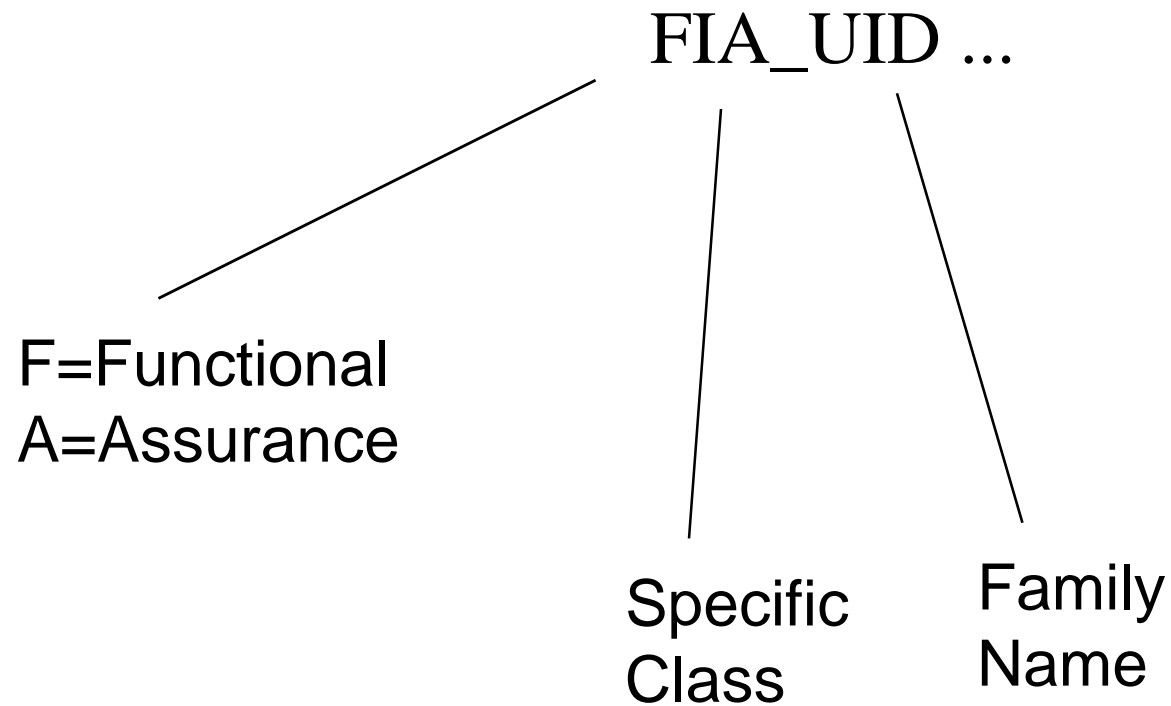 FIA_UID ...
F=Functional
A=Assurance
Specific
Class
Family
Name